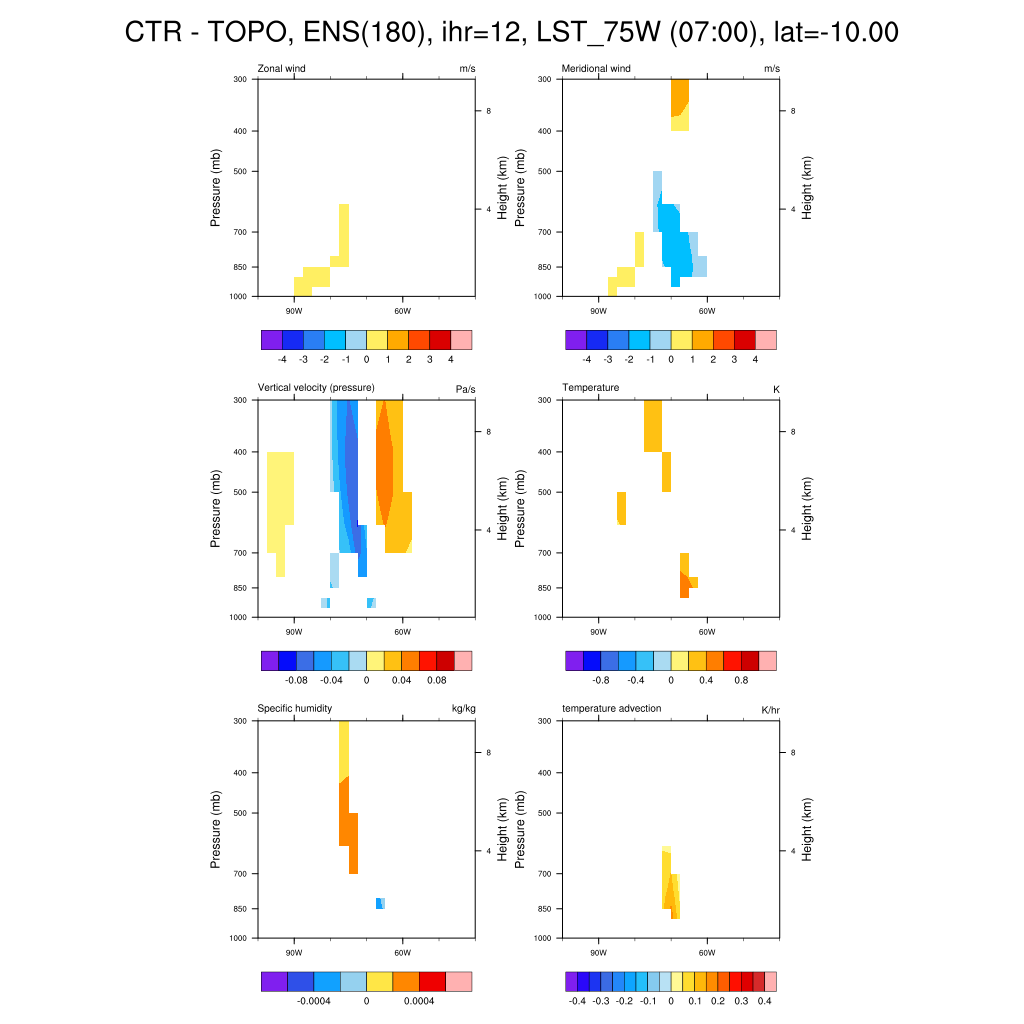 CTR - TOPO, ENS(180), ihr=12, LST_75W (07:00), lat=-10.00
Zonal wind m/s
Pressure (mb)
300
400
500
700
850
1000
8
4
Height (km)
90W 60W
-4 -3 -2 -1 0 1 2 3 4
Meridional wind m/s
Pressure (mb)
300
400
500
700
850
1000
8
4
Height (km)
90W 60W
-4 -3 -2 -1 0 1 2 3 4
Vertical velocity (pressure) Pa/s
Pressure (mb)
300
400
500
700
850
1000
8
4
Height (km)
90W 60W
-0.08 -0.04 0 0.04 0.08
Temperature K
Pressure (mb)
300
400
500
700
850
1000
8
4
Height (km)
90W 60W
-0.8 -0.4 0 0.4 0.8
Specific humidity kg/kg
Pressure (mb)
300
400
500
700
850
1000
8
4
Height (km)
90W 60W
-0.0004 0 0.0004
temperature advection K/hr
Pressure (mb)
300
400
500
700
850
1000
8
4
Height (km)
90W 60W
-0.4 -0.3 -0.2 -0.1 0 0.1 0.2 0.3 0.4